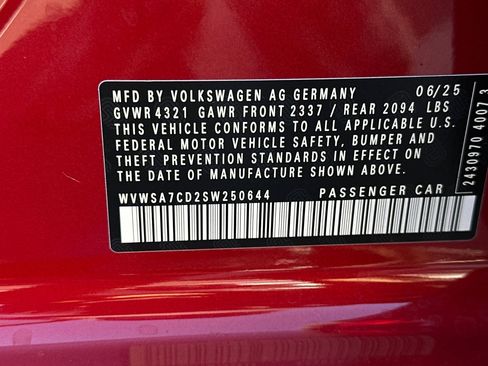 MFD BY VOLKSWAGEN AG GERMANY 06/25
GVWR 4321 GAWR FRONT 2337 / REAR 2094 LBS
THIS VEHICLE CONFORMS TO ALL APPLICABLE U.S.
FEDERAL MOTOR VEHICLE SAFETY, BUMPER AND
THEFT PREVENTION STANDARDS IN EFFECT ON
THE DATE OF MANUFACTURE SHOWN ABOVE.
WVWSA7CD2SW250644 PASSENGER CAR
2430970 4007 3